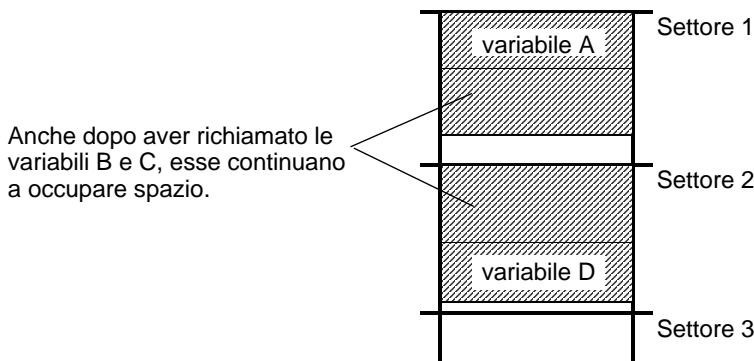 Settore 1
variabile A
Anche dopo aver richiamato le
variabili B e C, esse continuano
a occupare spazio.
Settore 2
variabile D
Settore 3